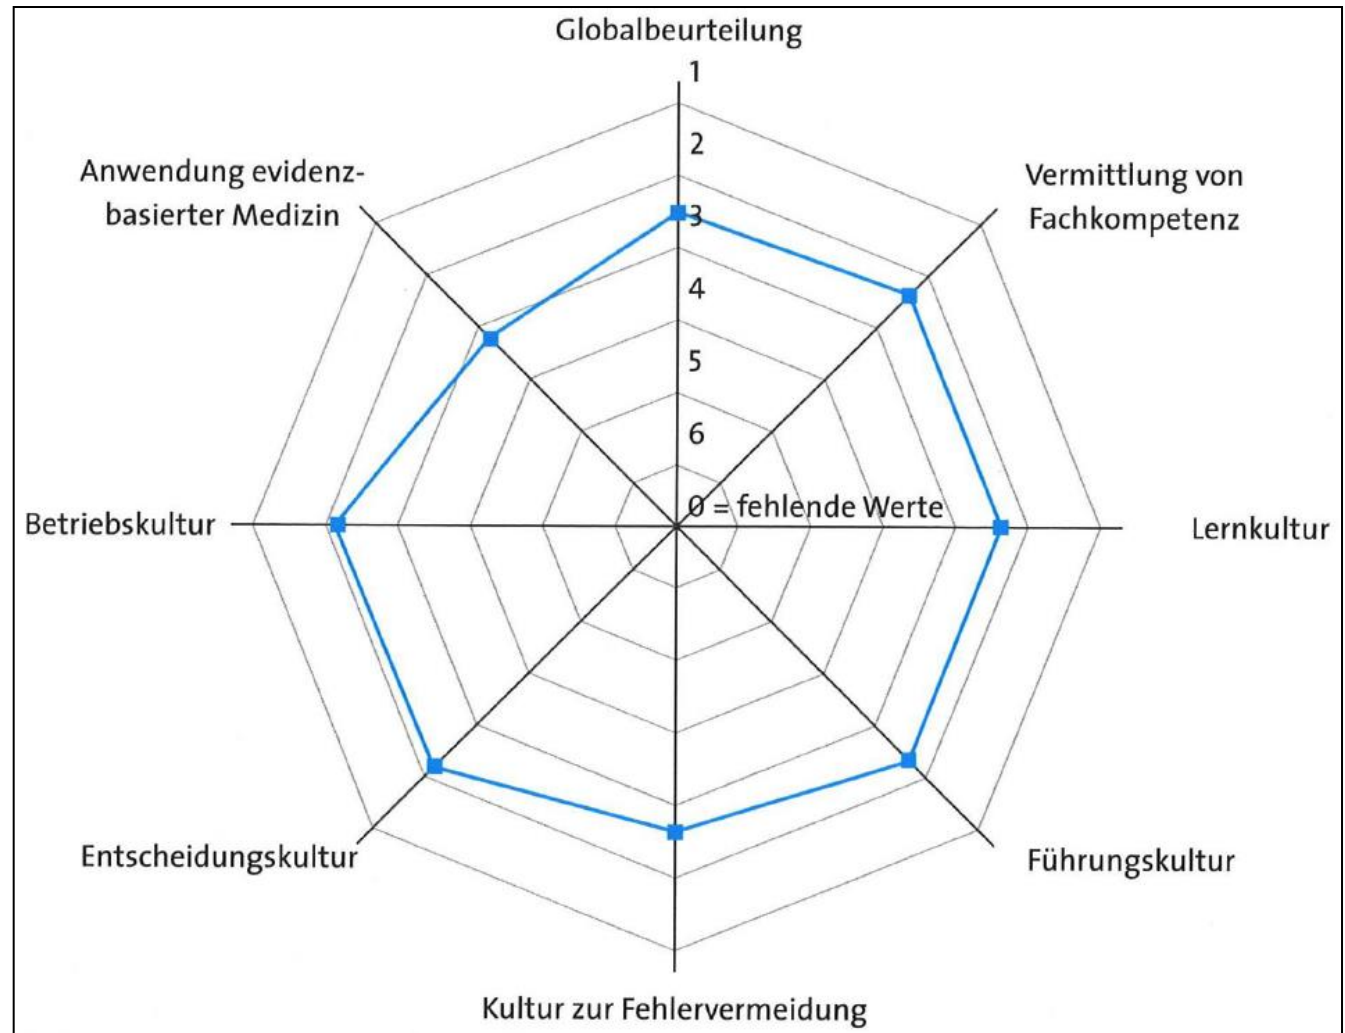 Globalbeurteilung
1
2
3
4
5
6
0 = fehlende Werte
Vermittlung von
Fachkompetenz
Lernkultur
Führungskultur
Kultur zur Fehlervermeidung
Entscheidungskultur
Betriebskultur
Anwendung evidenz-
basierter Medizin